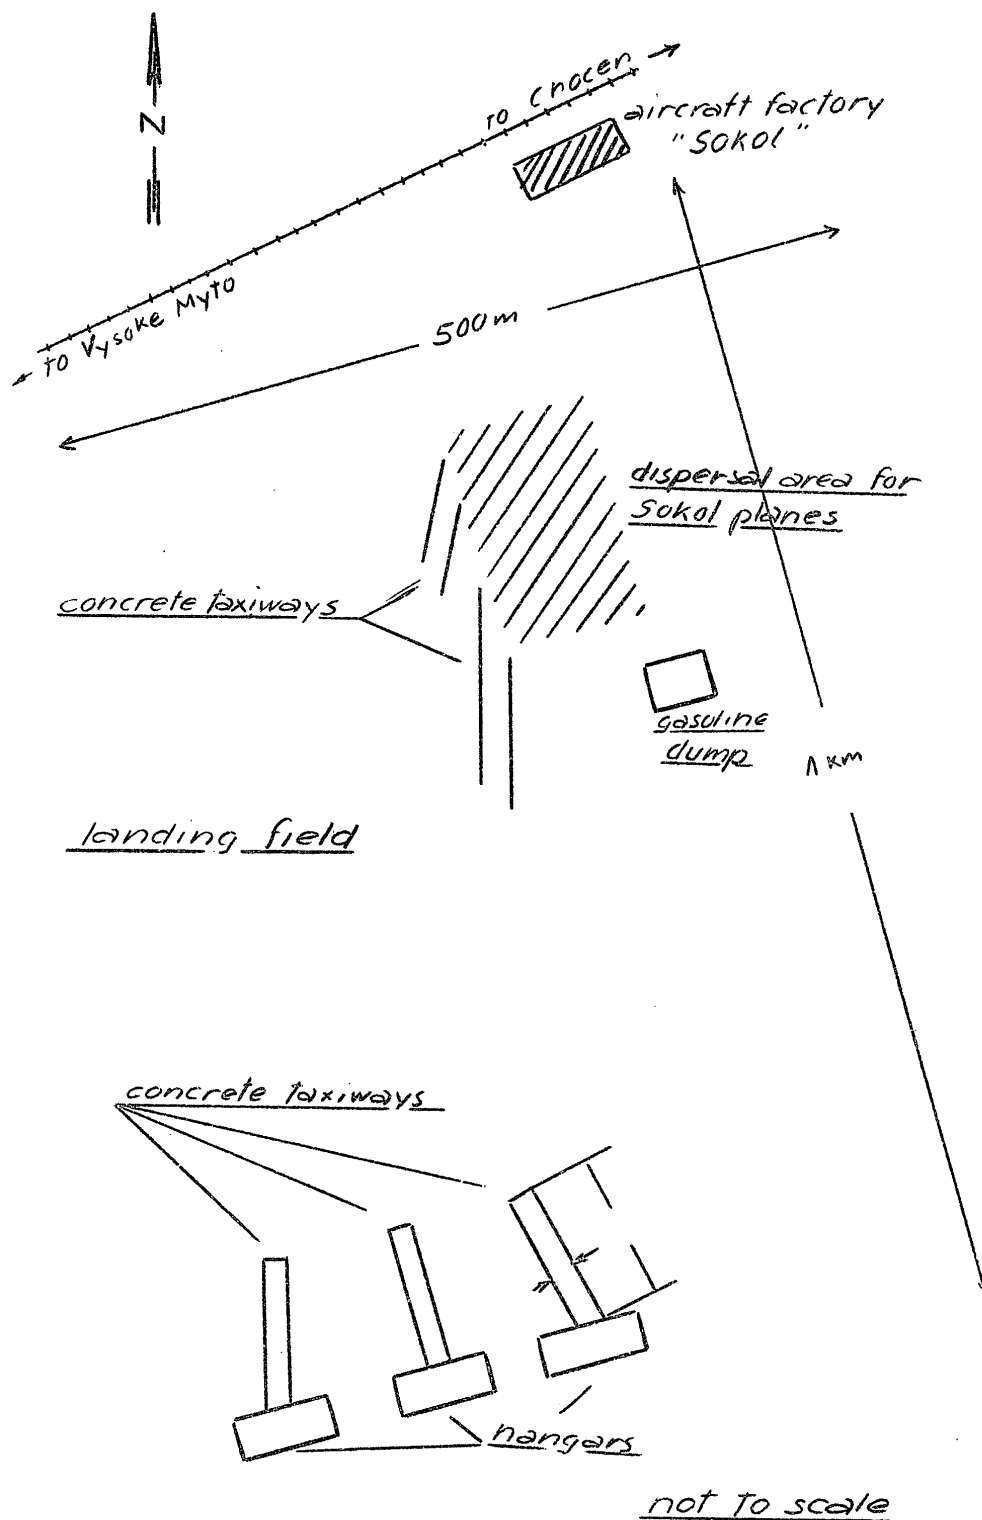 N
to Chocen
aircraft factory
"Sokol"
to Vysoke Myto
500m
dispersal area for
Sokol planes
concrete taxiways
gasoline
dump
1 km
landing field
concrete taxiways
hangars
not to scale